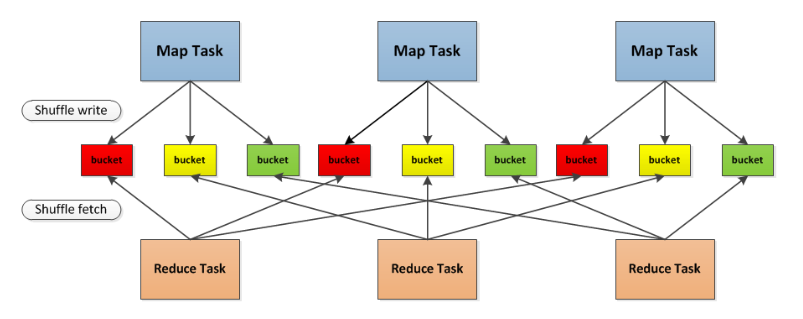 Map Task
Map Task
Map Task
Shuffle write
bucket
bucket
bucket
bucket
bucket
bucket
bucket
bucket
bucket
Shuffle fetch
Reduce Task
Reduce Task
Reduce Task